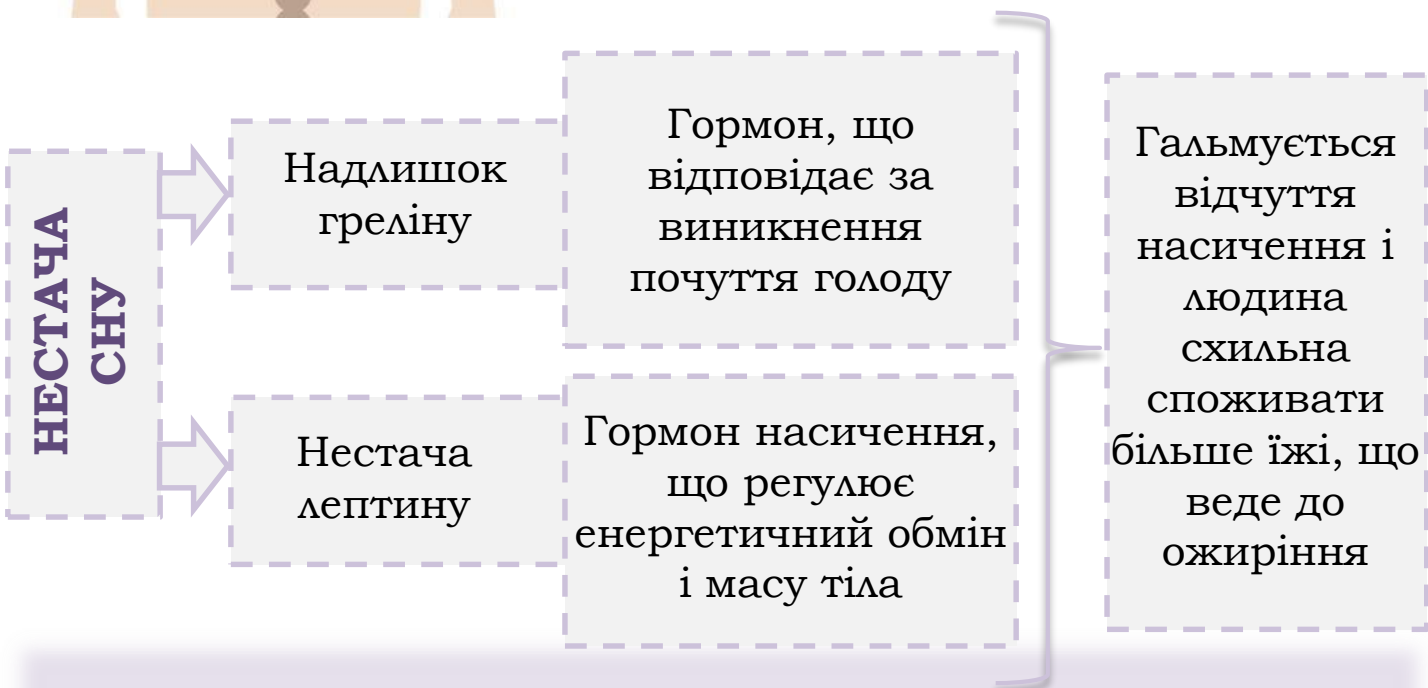 НЕСТАЧА
СНУ
Надлишок
греліну
Гормон, що
відповідає за
виникнення
почуття голоду
Нестача
лептину
Гормон насичення,
що регулює
енергетичний обмін
і масу тіла
Гальмується
відчуття
насичення і
людина
схильна
споживати
більше їжі, що
веде до
ожиріння